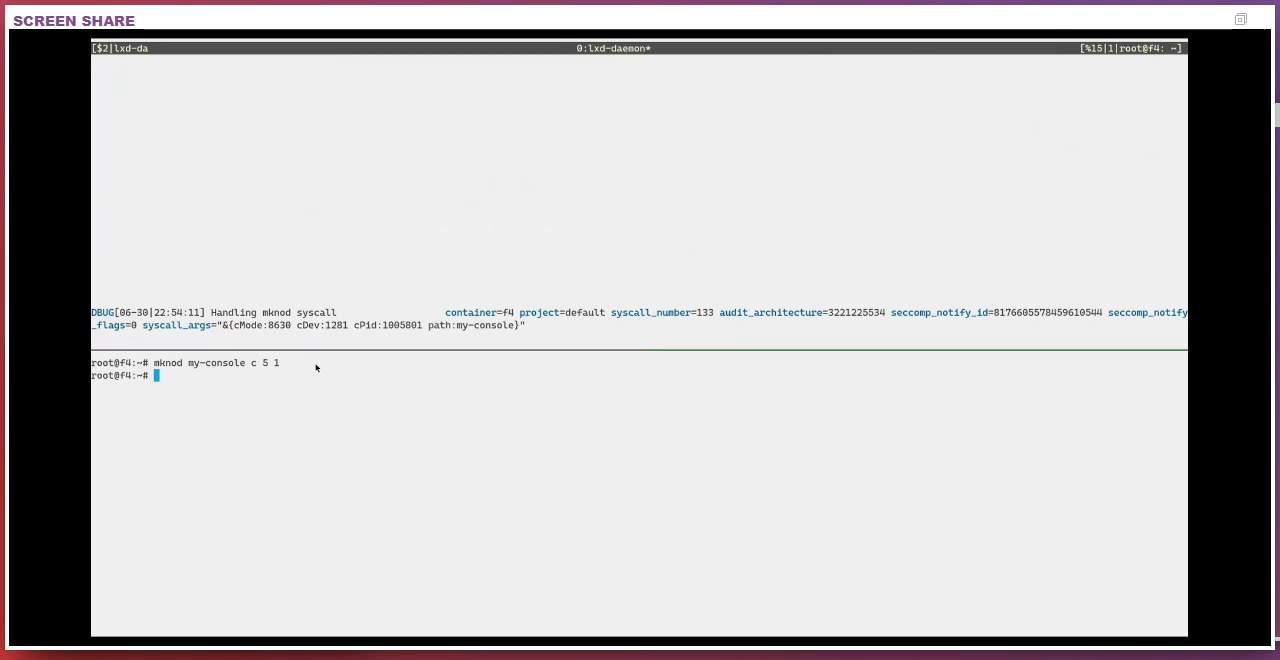 SCREEN SHARE
[$2|lxd-da 0:lxd-daemon* [%15|1|root@f4: ~]
DBUG[06-30|22:54:11] Handling mknod syscall container=f4 project=default syscall_number=133 audit_architecture=3221225534 seccomp_notify_id=8176605578459610544 seccomp_notify
_flags=0 syscall_args="&{cMode:8630 cDev:1281 cPid:1005801 path:my-console}"
root@f4:~# mknod my-console c 5 1
root@f4:~#